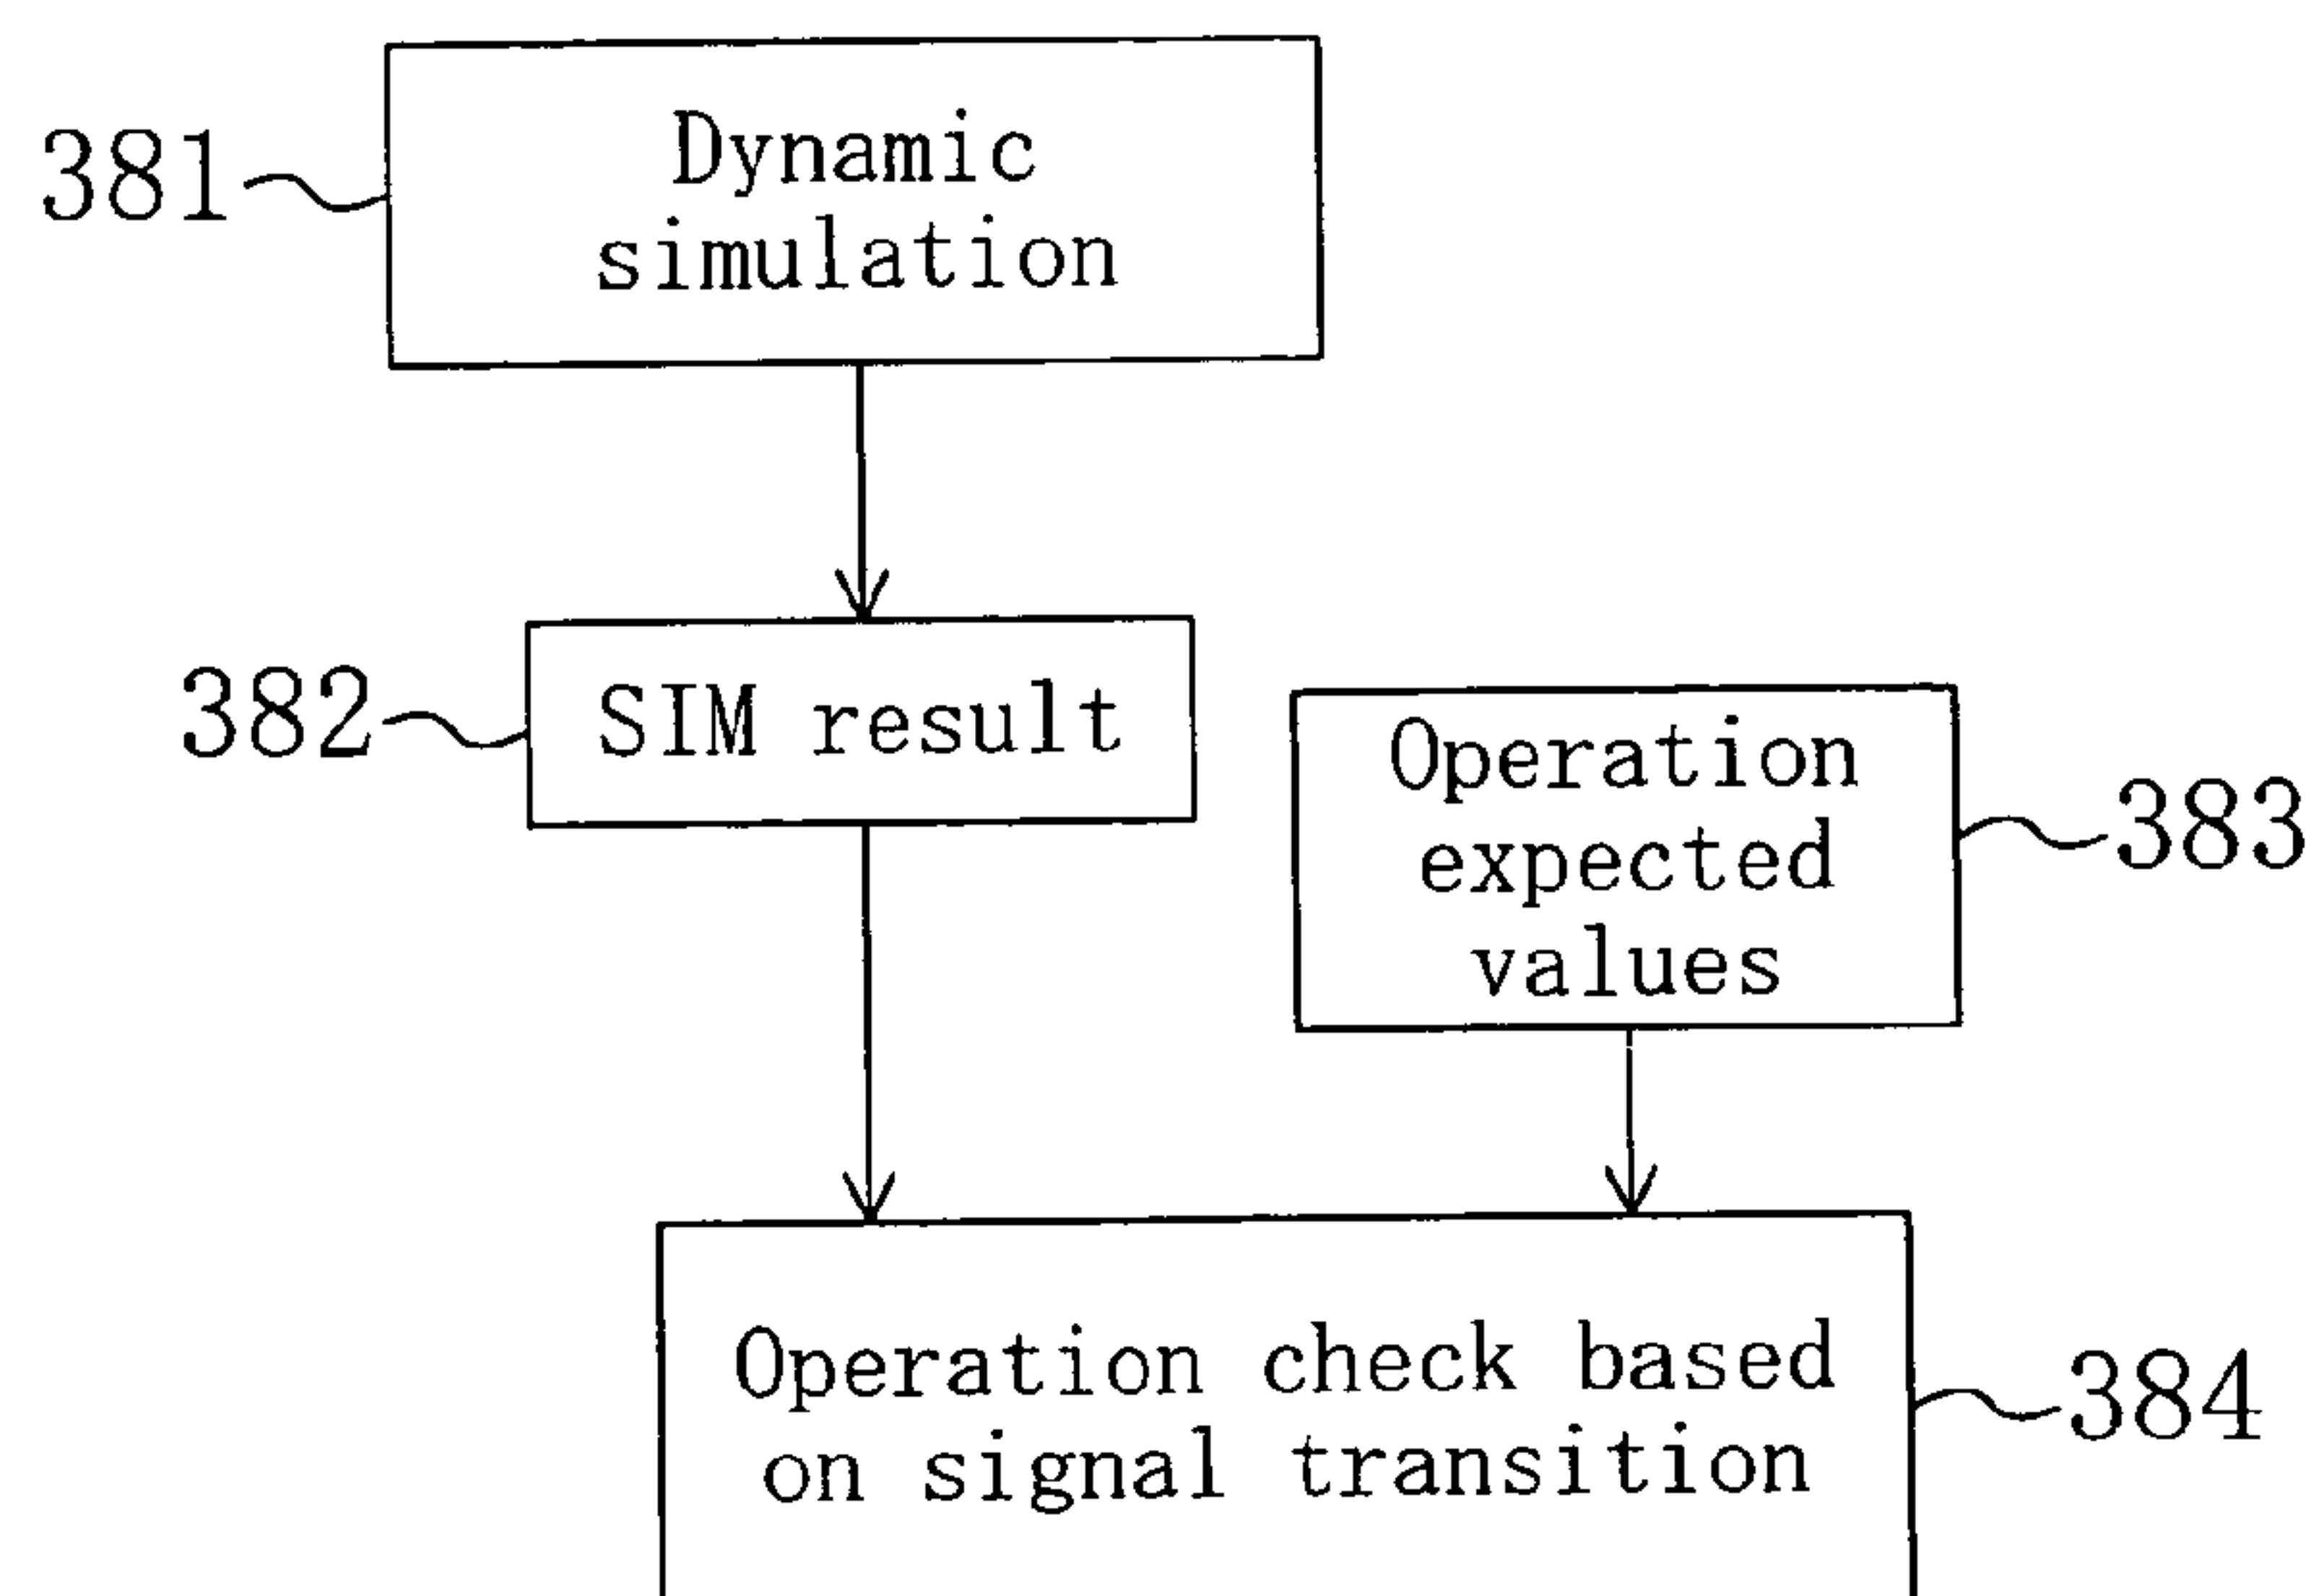 381
Dynamic
simulation
382
SIM result
Operation
expected
values
383
Operation check based
on signal transition
384